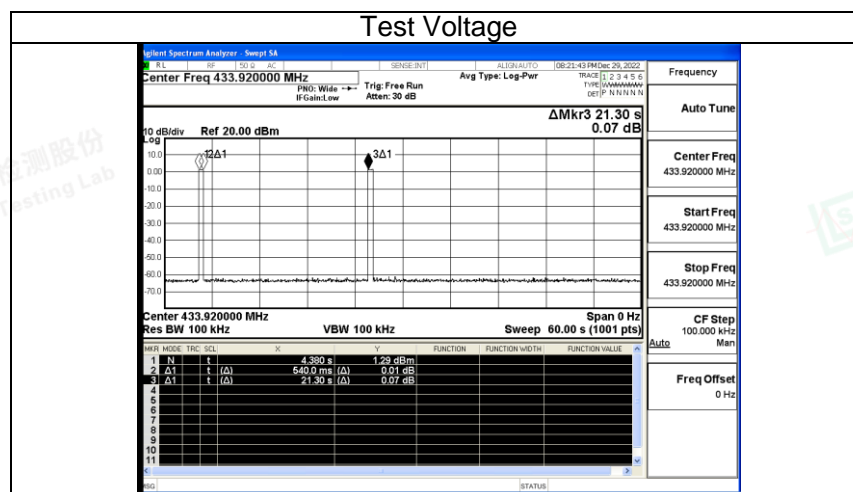 Test Voltage
Agilent Spectrum Analyzer - Swept SA
RL RF 50 Ω AC SENSE:INT ALIGNAUTO 08:21:43 PM Dec 29, 2022
Center Freq 433.920000 MHz
PNO: Wide
IFGain:Low
Trig: Free Run
Atten: 30 dB
Avg Type: Log-Pwr
TRACE 1 2 3 4 5 6
TYPE
DET P N N N N N
Frequency
Auto Tune
ΔMkr3 21.30 s
0.07 dB
10 dB/div Ref 20.00 dBm
Log
10.0
0.00
-10.0
-20.0
-30.0
-40.0
-50.0
-60.0
-70.0
12Δ1
3Δ1
Center Freq
433.920000 MHz
Start Freq
433.920000 MHz
Stop Freq
433.920000 MHz
Center 433.920000 MHz Span 0 Hz
Res BW 100 kHz VBW 100 kHz Sweep 60.00 s (1001 pts)
CF Step
100.000 kHz
Auto Man
Freq Offset
0 Hz
MKR MODE TRC SCL X Y FUNCTION FUNCTION WIDTH FUNCTION VALUE
1 N t 4.380 s 1.29 dBm
2 Δ1 t (Δ) 540.0 ms (Δ) 0.01 dB
3 Δ1 t (Δ) 21.30 s (Δ) 0.07 dB
4
5
6
7
8
9
10
11
MSG STATUS
检测股份
Testing Lab